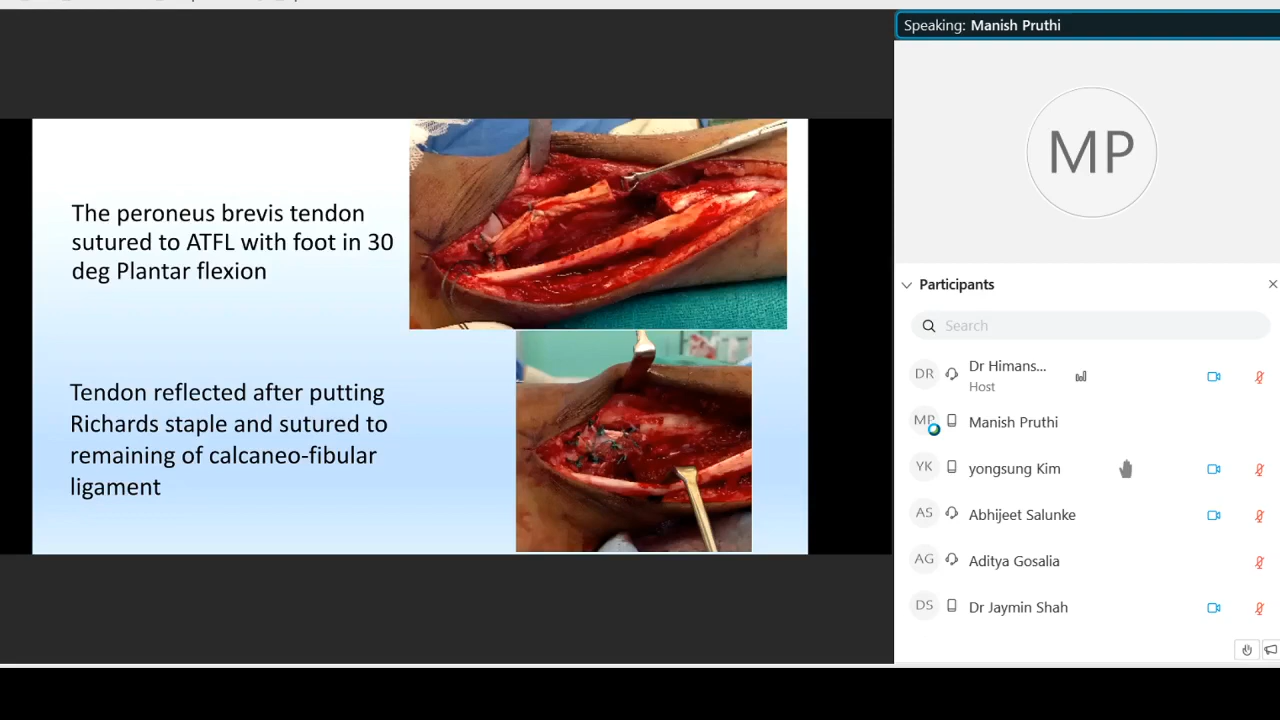 Speaking: Manish Pruthi
MP
The peroneus brevis tendon
sutured to ATFL with foot in 30
deg Plantar flexion
Tendon reflected after putting
Richards staple and sutured to
remaining of calcaneo-fibular
ligament
Participants
Search
DR
Dr Himans...
Host
MP
Manish Pruthi
YK
yongsung Kim
AS
Abhijeet Salunke
AG
Aditya Gosalia
DS
Dr Jaymin Shah